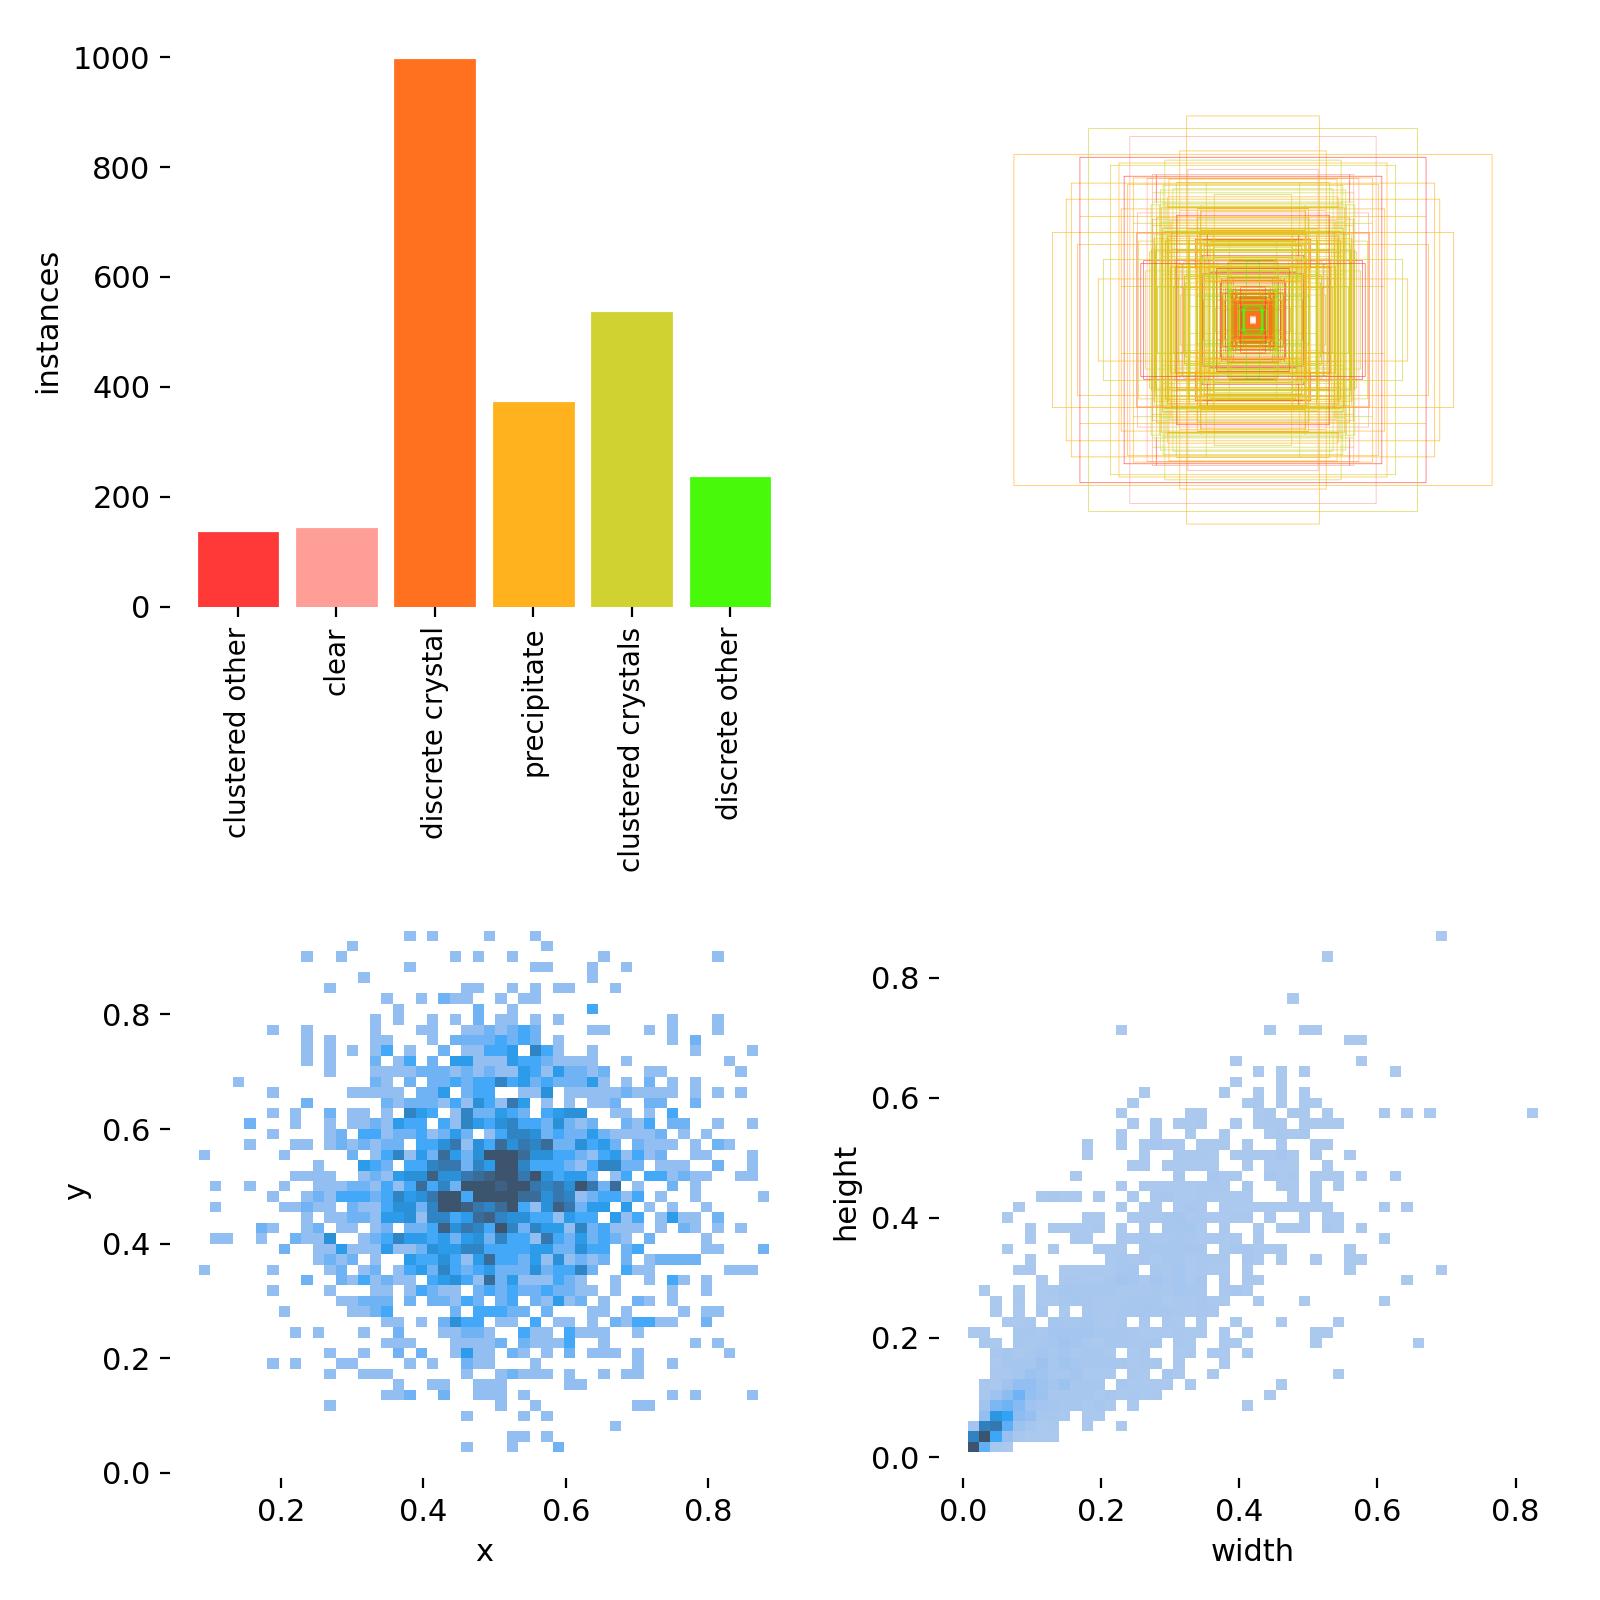 1000
800
600
400
200
0
instances
clustered other
clear
discrete crystal
precipitate
clustered crystals
discrete other
0.8
0.6
0.4
0.2
0.0
y
0.2 0.4 0.6 0.8
x
0.8
0.6
0.4
0.2
0.0
height
0.0 0.2 0.4 0.6 0.8
width